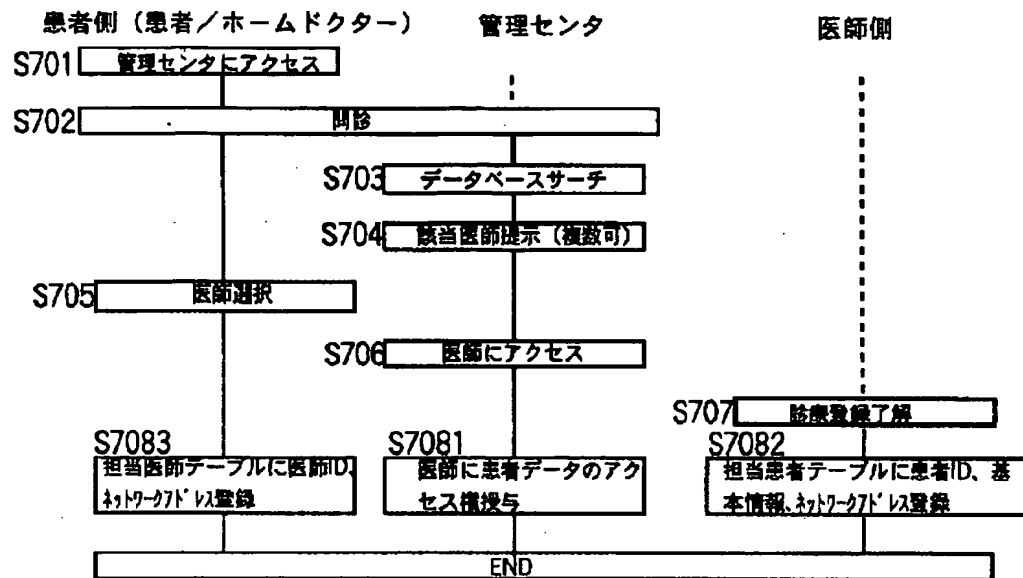 患者側（患者／ホームドクター）
管理センタ
医師側
S701
管理センタにアクセス
S702
問診
S703
データベースサーチ
S704
該当医師提示（複数可）
S705
医師選択
S706
医師にアクセス
S707
診療登録了解
S7083
担当医師テーブルに医師ID、
ネットワークアドレス登録
S7081
医師に患者データのアク
セス権授与
S7082
担当患者テーブルに患者ID、基
本情報、ネットワークアドレス登録
END